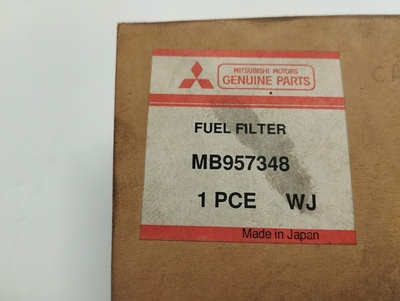 MITSUBISHI MOTORS
GENUINE PARTS
FUEL FILTER
MB957348
1 PCE WJ
Made in Japan